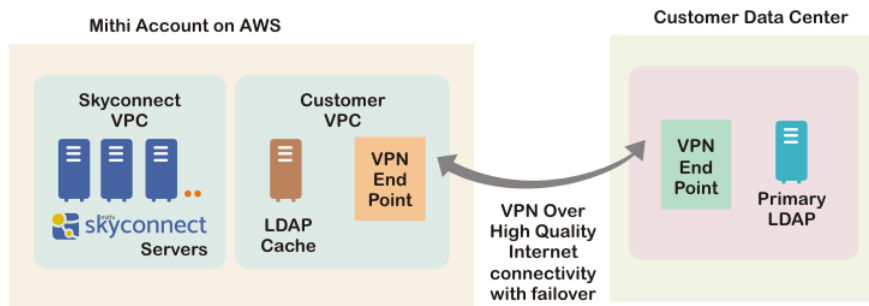 Mithi Account on AWS
Customer Data Center
Skyconnect
VPC
mithi
skyconnect
Servers
Customer
VPC
LDAP
Cache
VPN
End
Point
VPN Over
High Quality
Internet
connectivity
with failover
VPN
End
Point
Primary
LDAP